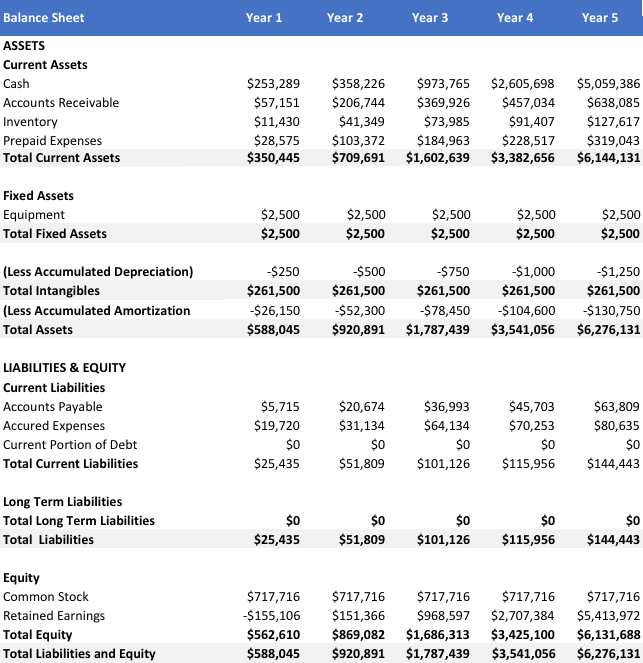 Balance Sheet Year 1 Year 2 Year 3 Year 4 Year 5
ASSETS
Current Assets
Cash $253,289 $358,226 $973,765 $2,605,698 $5,059,386
Accounts Receivable $57,151 $206,744 $369,926 $457,034 $638,085
Inventory $11,430 $41,349 $73,985 $91,407 $127,617
Prepaid Expenses $28,575 $103,372 $184,963 $228,517 $319,043
Total Current Assets $350,445 $709,691 $1,602,639 $3,382,656 $6,144,131
Fixed Assets
Equipment $2,500 $2,500 $2,500 $2,500 $2,500
Total Fixed Assets $2,500 $2,500 $2,500 $2,500 $2,500
(Less Accumulated Depreciation) -$250 -$500 -$750 -$1,000 -$1,250
Total Intangibles $261,500 $261,500 $261,500 $261,500 $261,500
(Less Accumulated Amortization -$26,150 -$52,300 -$78,450 -$104,600 -$130,750
Total Assets $588,045 $920,891 $1,787,439 $3,541,056 $6,276,131
LIABILITIES & EQUITY
Current Liabilities
Accounts Payable $5,715 $20,674 $36,993 $45,703 $63,809
Accured Expenses $19,720 $31,134 $64,134 $70,253 $80,635
Current Portion of Debt $0 $0 $0 $0 $0
Total Current Liabilities $25,435 $51,809 $101,126 $115,956 $144,443
Long Term Liabilities
Total Long Term Liabilities $0 $0 $0 $0 $0
Total Liabilities $25,435 $51,809 $101,126 $115,956 $144,443
Equity
Common Stock $717,716 $717,716 $717,716 $717,716 $717,716
Retained Earnings -$155,106 $151,366 $968,597 $2,707,384 $5,413,972
Total Equity $562,610 $869,082 $1,686,313 $3,425,100 $6,131,688
Total Liabilities and Equity $588,045 $920,891 $1,787,439 $3,541,056 $6,276,131